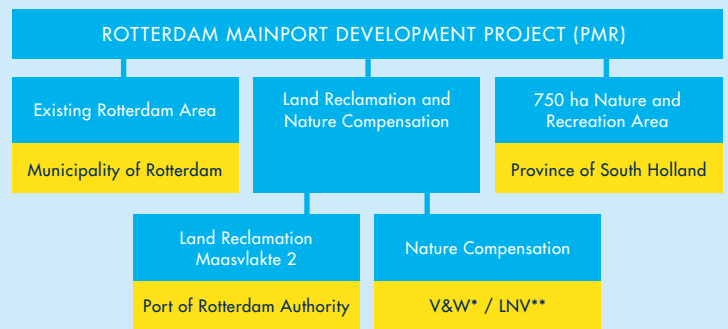 ROTTERDAM MAINPORT DEVELOPMENT PROJECT (PMR)
Existing Rotterdam Area
Municipality of Rotterdam
Land Reclamation and
Nature Compensation
750 ha Nature and
Recreation Area
Province of South Holland
Land Reclamation
Maasvlakte 2
Port of Rotterdam Authority
Nature Compensation
V&W* / LNV**